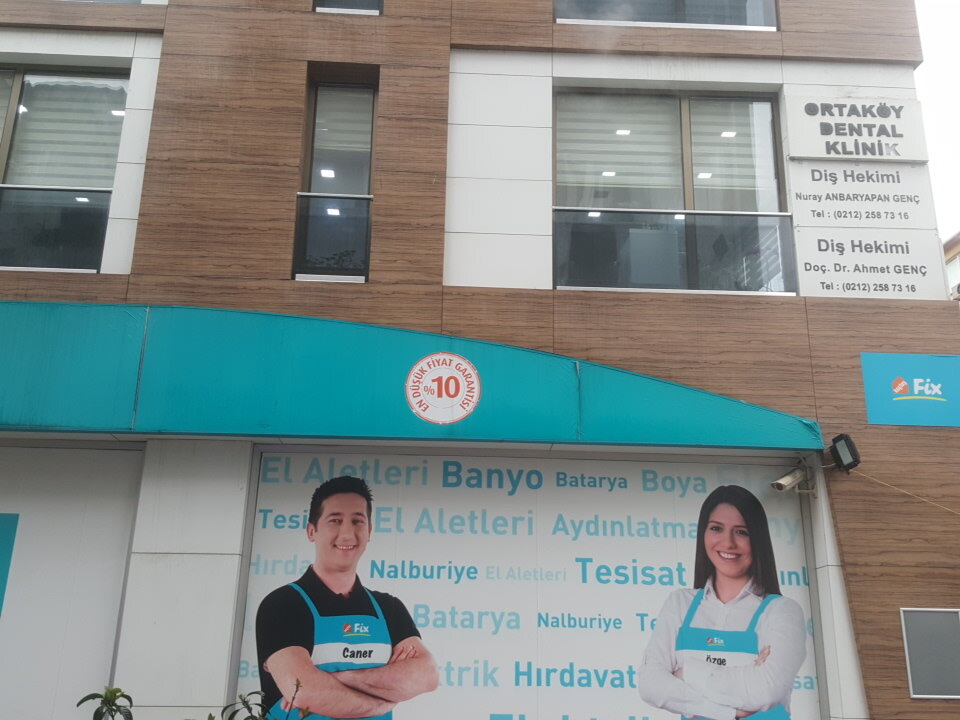 ORTAKÖY
DENTAL
KLİNİK
Diş Hekimi
Nuray ANBARYAPAN GENÇ
Tel : (0212) 258 73 16
Diş Hekimi
Doç. Dr. Ahmet GENÇ
Tel : (0212) 258 73 16
EN DÜŞÜK FİYAT GARANTİSİ
%10
Fix
El Aletleri Banyo Batarya Boya
El Aletleri Aydınlatma
Nalburiye El Aletleri Tesisat
Batarya Nalburiye
Hırdavat
Fix
Caner
Fix
Özge